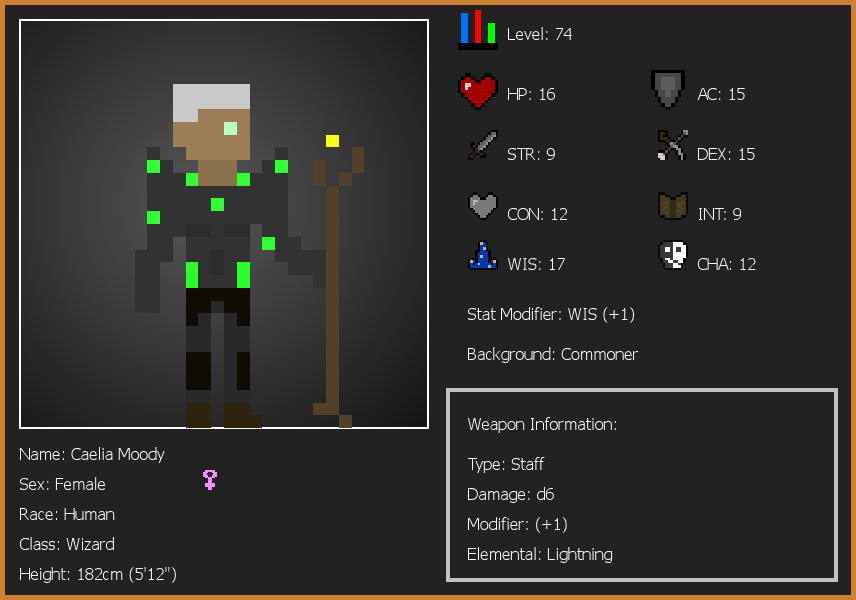 Level: 74
HP: 16
AC: 15
STR: 9
DEX: 15
CON: 12
INT: 9
WIS: 17
CHA: 12
Stat Modifier: WIS (+1)
Background: Commoner
Weapon Information:
Type: Staff
Damage: d6
Modifier: (+1)
Elemental: Lightning
Name: Caelia Moody
Sex: Female
Race: Human
Class: Wizard
Height: 182cm (5'12")